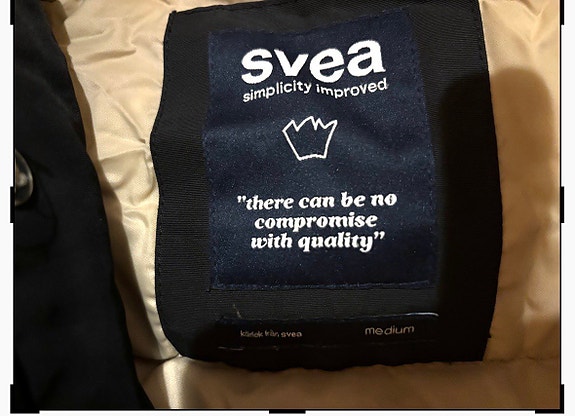 svea
simplicity improved
"there can be no
compromise
with quality"
kärlek från svea
medium